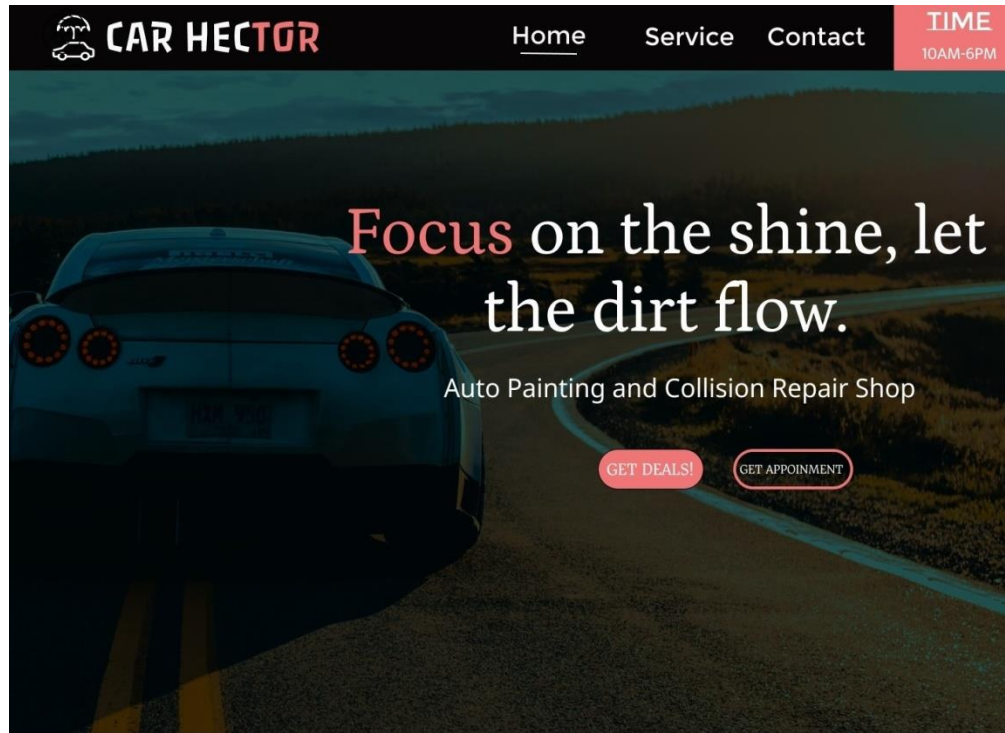 CAR HECTOR
Home Service Contact
TIME
10AM-6PM
Focus on the shine, let
the dirt flow.
Auto Painting and Collision Repair Shop
GET DEALS!
GET APPOINMENT